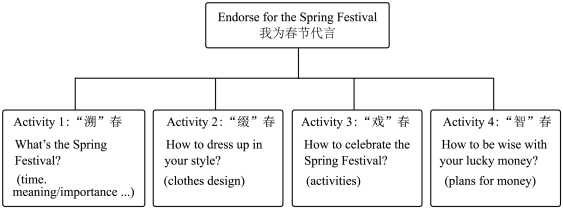 Endorse for the Spring Festival
我为春节代言
Activity 1:“溯”春
What's the Spring
Festival?
(time.
meaning/importance ...)
Activity 2:“缀”春
How to dress up in
your style?
(clothes design)
Activity 3:“戏”春
How to celebrate the
Spring Festival?
(activities)
Activity 4:“智”春
How to be wise with
your lucky money?
(plans for money)